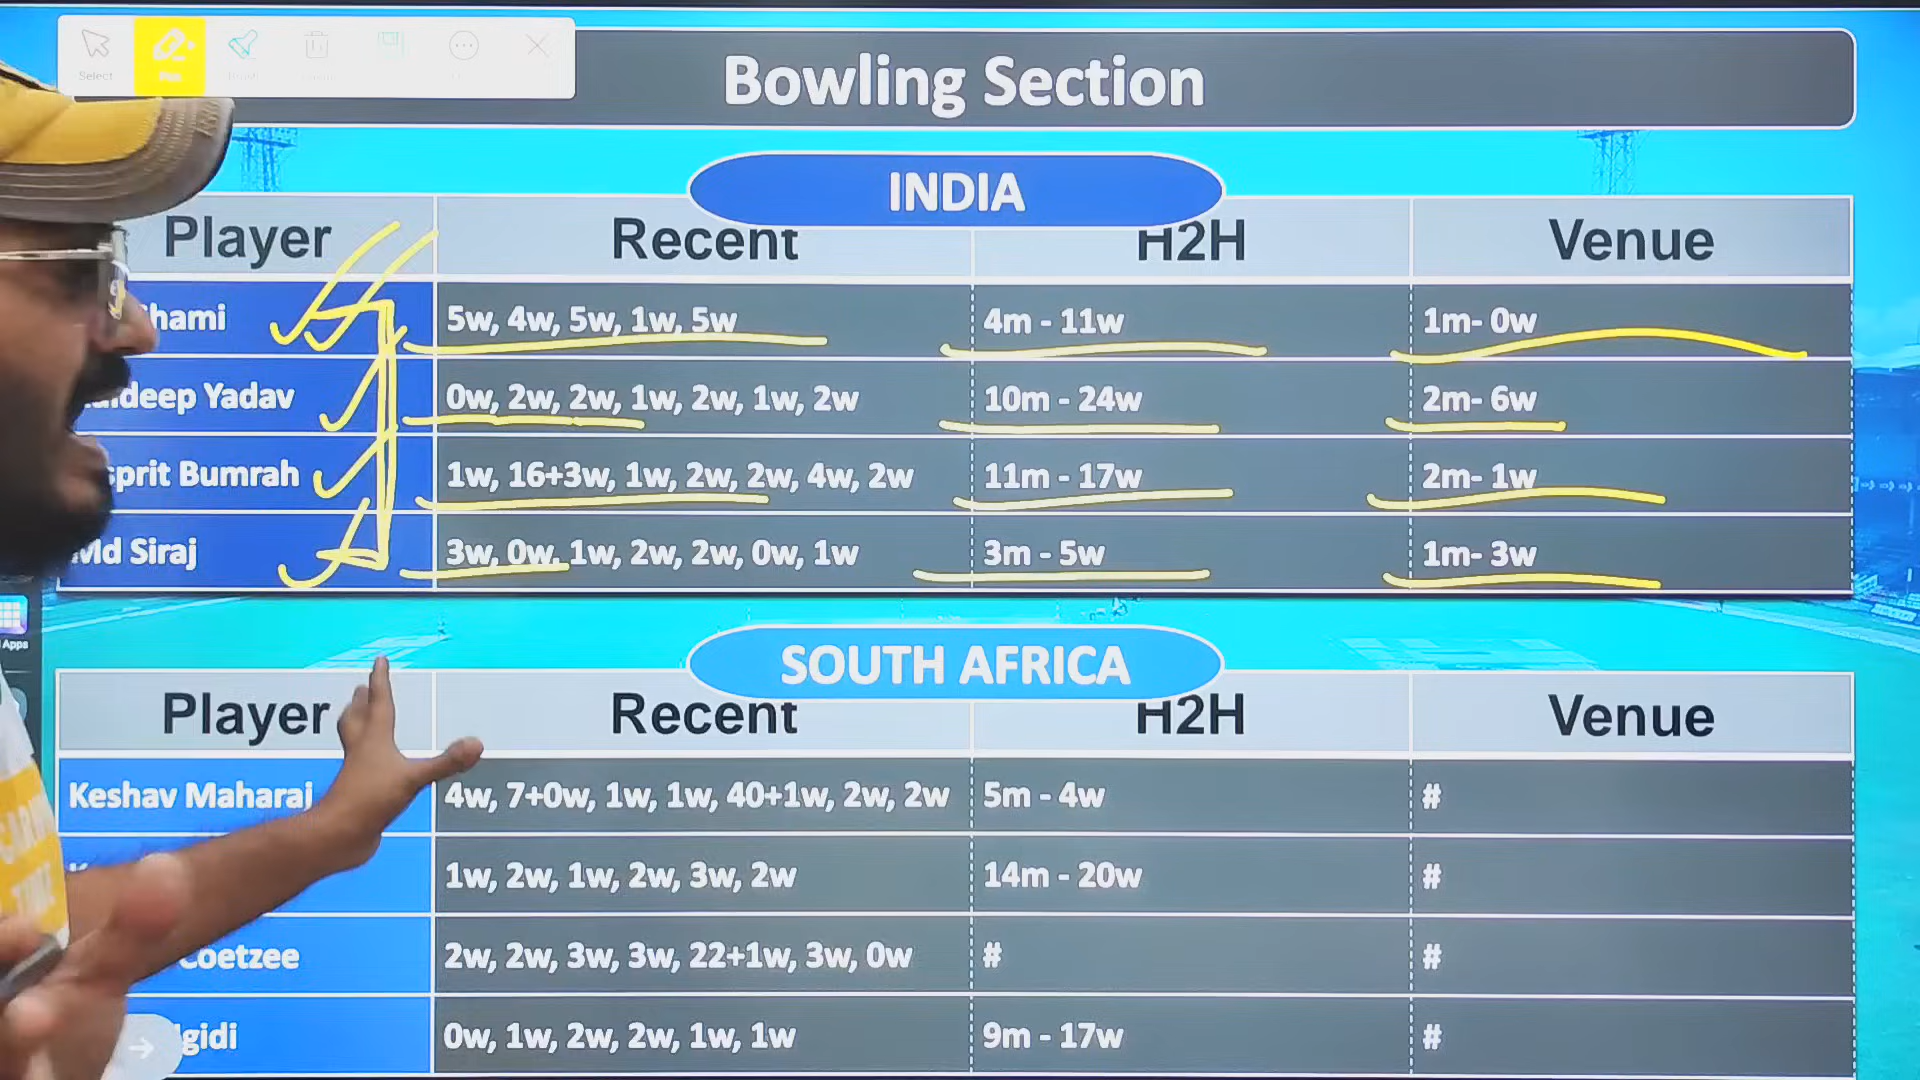 Select
Bowling Section
INDIA
Player Recent H2H Venue
hami 5w, 4w, 5w, 1w, 5w 4m - 11w 1m- 0w
deep Yadav 0w, 2w, 2w, 1w, 2w, 1w, 2w 10m - 24w 2m- 6w
sprit Bumrah 1w, 16+3w, 1w, 2w, 2w, 4w, 2w 11m - 17w 2m- 1w
Md Siraj 3w, 0w, 1w, 2w, 2w, 0w, 1w 3m - 5w 1m- 3w
Apps
SOUTH AFRICA
Player Recent H2H Venue
Keshav Maharaj 4w, 7+0w, 1w, 1w, 40+1w, 2w, 2w 5m - 4w #
1w, 2w, 1w, 2w, 3w, 2w 14m - 20w #
Coetzee 2w, 2w, 3w, 3w, 22+1w, 3w, 0w # #
gidi 0w, 1w, 2w, 2w, 1w, 1w 9m - 17w #